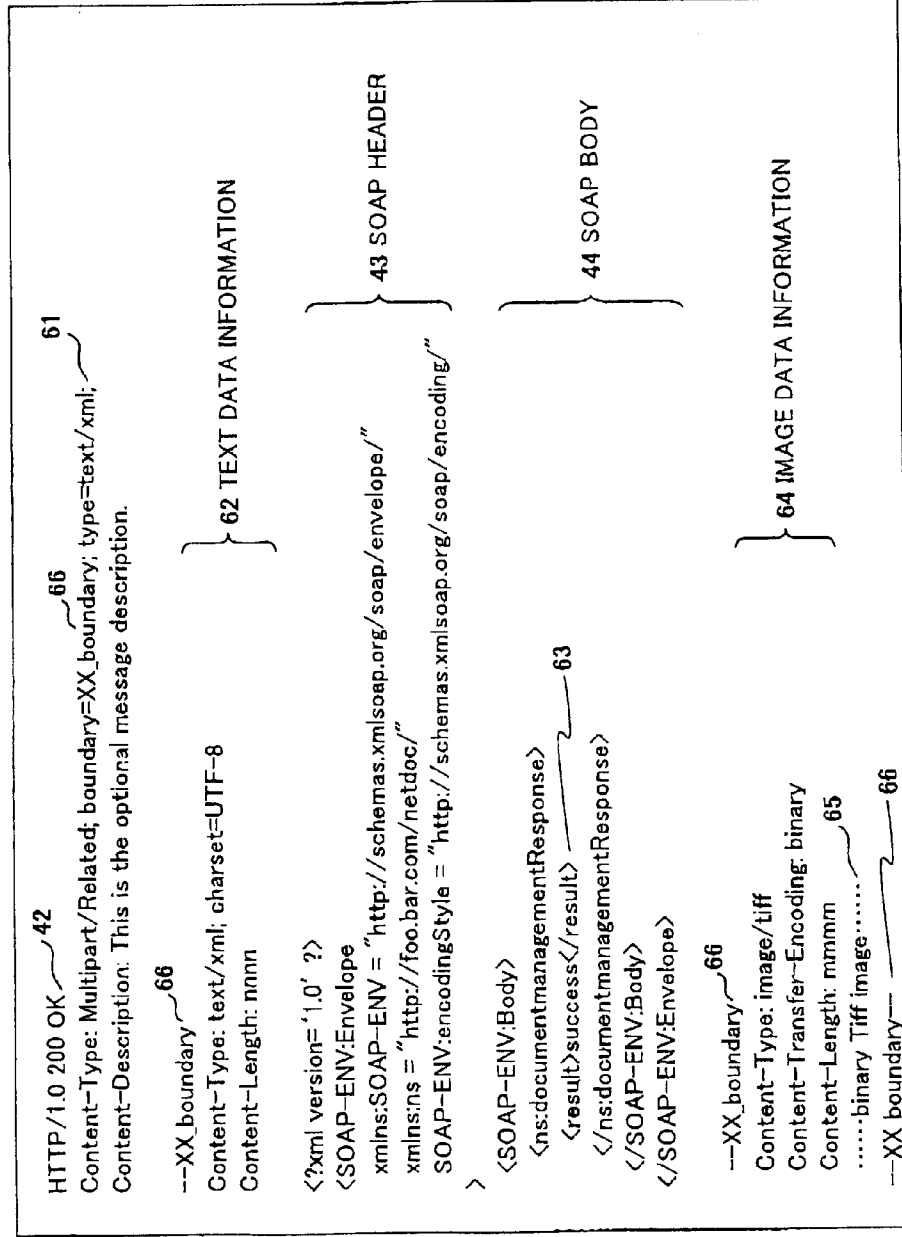 HTTP/1.0 200 OK 42
Content-Type: Multipart/Related; boundary=XX_boundary; type=text/xml; 66 61
Content-Description: This is the optional message description.
--XX_boundary 66
Content-Type: text/xml; charset=UTF-8
Content-Length: nnnn
62 TEXT DATA INFORMATION
<?xml version='1.0' ?>
<SOAP-ENV:Envelope
xmlns:SOAP-ENV = "http://schemas.xmlsoap.org/soap/envelope/"
xmlns:ns = "http://foo.bar.com/netdoc/"
SOAP-ENV:encodingStyle = "http://schemas.xmlsoap.org/soap/encoding/"
>
43 SOAP HEADER
<SOAP-ENV:Body>
<ns:documentmanagementResponse>
<result>success</result> 63
</ns:documentmanagementResponse>
</SOAP-ENV:Body>
</SOAP-ENV:Envelope>
44 SOAP BODY
--XX_boundary 66
Content-Type: image/tiff
Content-Transfer-Encoding: binary
Content-Length: mmmm
64 IMAGE DATA INFORMATION
......binary Tiff image...... 65
--XX boundary-- 66